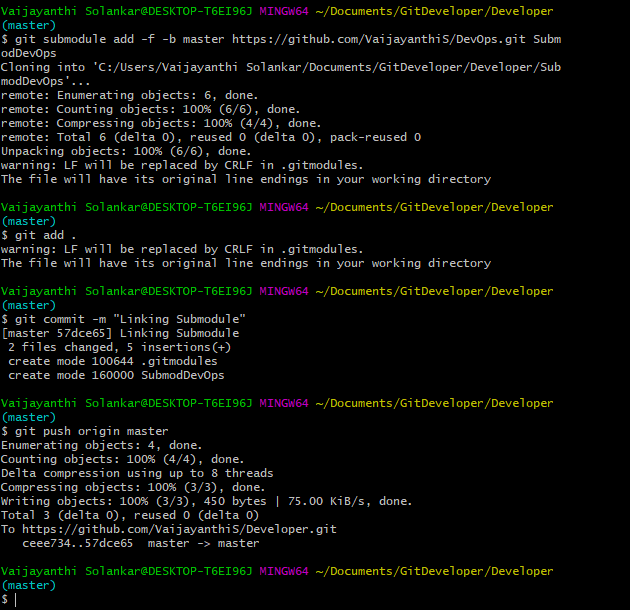 Vaijayanthi Solankar@DESKTOP-T6EI96J MINGW64 ~/Documents/GitDeveloper/Developer
(master)
$ git submodule add -f -b master https://github.com/VaijayanthiS/DevOps.git Subm
odDevOps
Cloning into 'C:/Users/Vaijayanthi Solankar/Documents/GitDeveloper/Developer/Sub
modDevOps'...
remote: Enumerating objects: 6, done.
remote: Counting objects: 100% (6/6), done.
remote: Compressing objects: 100% (4/4), done.
remote: Total 6 (delta 0), reused 0 (delta 0), pack-reused 0
Unpacking objects: 100% (6/6), done.
warning: LF will be replaced by CRLF in .gitmodules.
The file will have its original line endings in your working directory
Vaijayanthi Solankar@DESKTOP-T6EI96J MINGW64 ~/Documents/GitDeveloper/Developer
(master)
$ git add .
warning: LF will be replaced by CRLF in .gitmodules.
The file will have its original line endings in your working directory
Vaijayanthi Solankar@DESKTOP-T6EI96J MINGW64 ~/Documents/GitDeveloper/Developer
(master)
$ git commit -m "Linking Submodule"
[master 57dce65] Linking Submodule
 2 files changed, 5 insertions(+)
 create mode 100644 .gitmodules
 create mode 160000 SubmodDevOps
Vaijayanthi Solankar@DESKTOP-T6EI96J MINGW64 ~/Documents/GitDeveloper/Developer
(master)
$ git push origin master
Enumerating objects: 4, done.
Counting objects: 100% (4/4), done.
Delta compression using up to 8 threads
Compressing objects: 100% (3/3), done.
Writing objects: 100% (3/3), 450 bytes | 75.00 KiB/s, done.
Total 3 (delta 0), reused 0 (delta 0)
To https://github.com/VaijayanthiS/Developer.git
   ceee734..57dce65  master -> master
Vaijayanthi Solankar@DESKTOP-T6EI96J MINGW64 ~/Documents/GitDeveloper/Developer
(master)
$